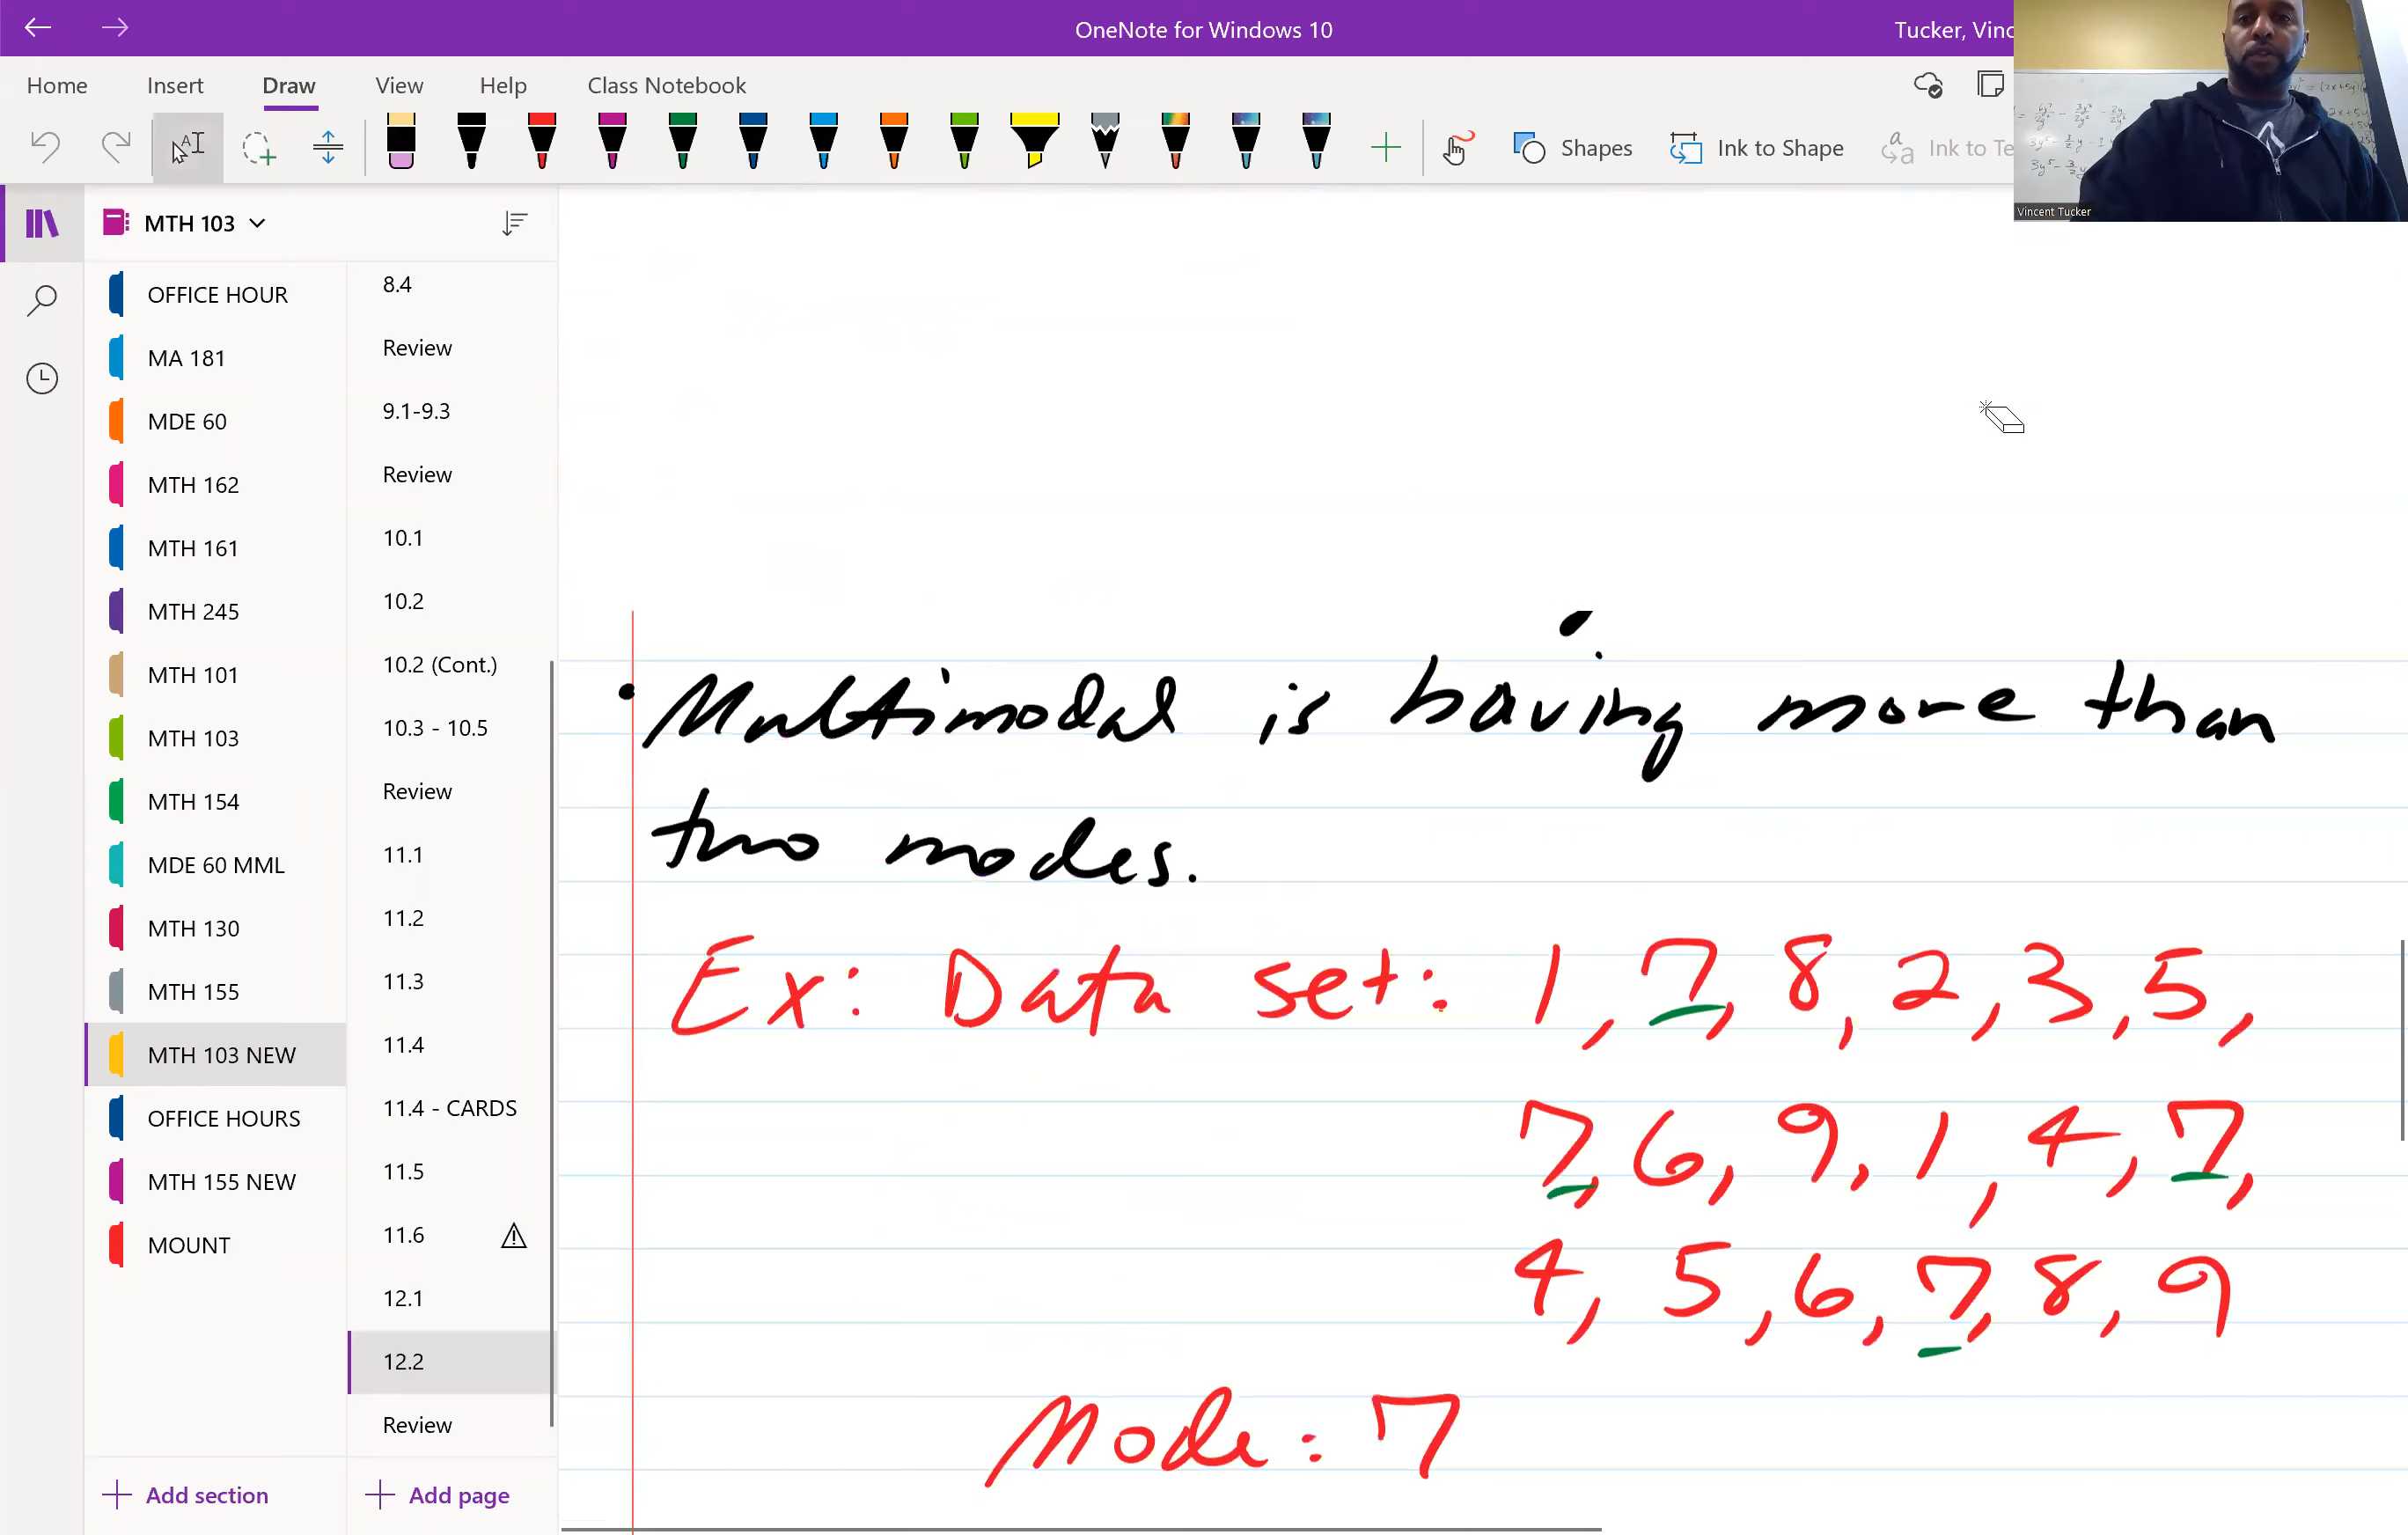 OneNote for Windows 10
Tucker, Vinc
Home Insert Draw View Help Class Notebook
Shapes Ink to Shape Ink to Te
Vincent Tucker
MTH 103
OFFICE HOUR
MA 181
MDE 60
MTH 162
MTH 161
MTH 245
MTH 101
MTH 103
MTH 154
MDE 60 MML
MTH 130
MTH 155
MTH 103 NEW
OFFICE HOURS
MTH 155 NEW
MOUNT
Add section
8.4
Review
9.1-9.3
Review
10.1
10.2
10.2 (Cont.)
10.3 - 10.5
Review
11.1
11.2
11.3
11.4
11.4 - CARDS
11.5
11.6
12.1
12.2
Review
Add page
• Multimodal is having more than
two modes.
Ex: Data set: 1, 7, 8, 2, 3, 5,
7, 6, 9, 1, 4, 7,
4, 5, 6, 7, 8, 9
Mode: 7